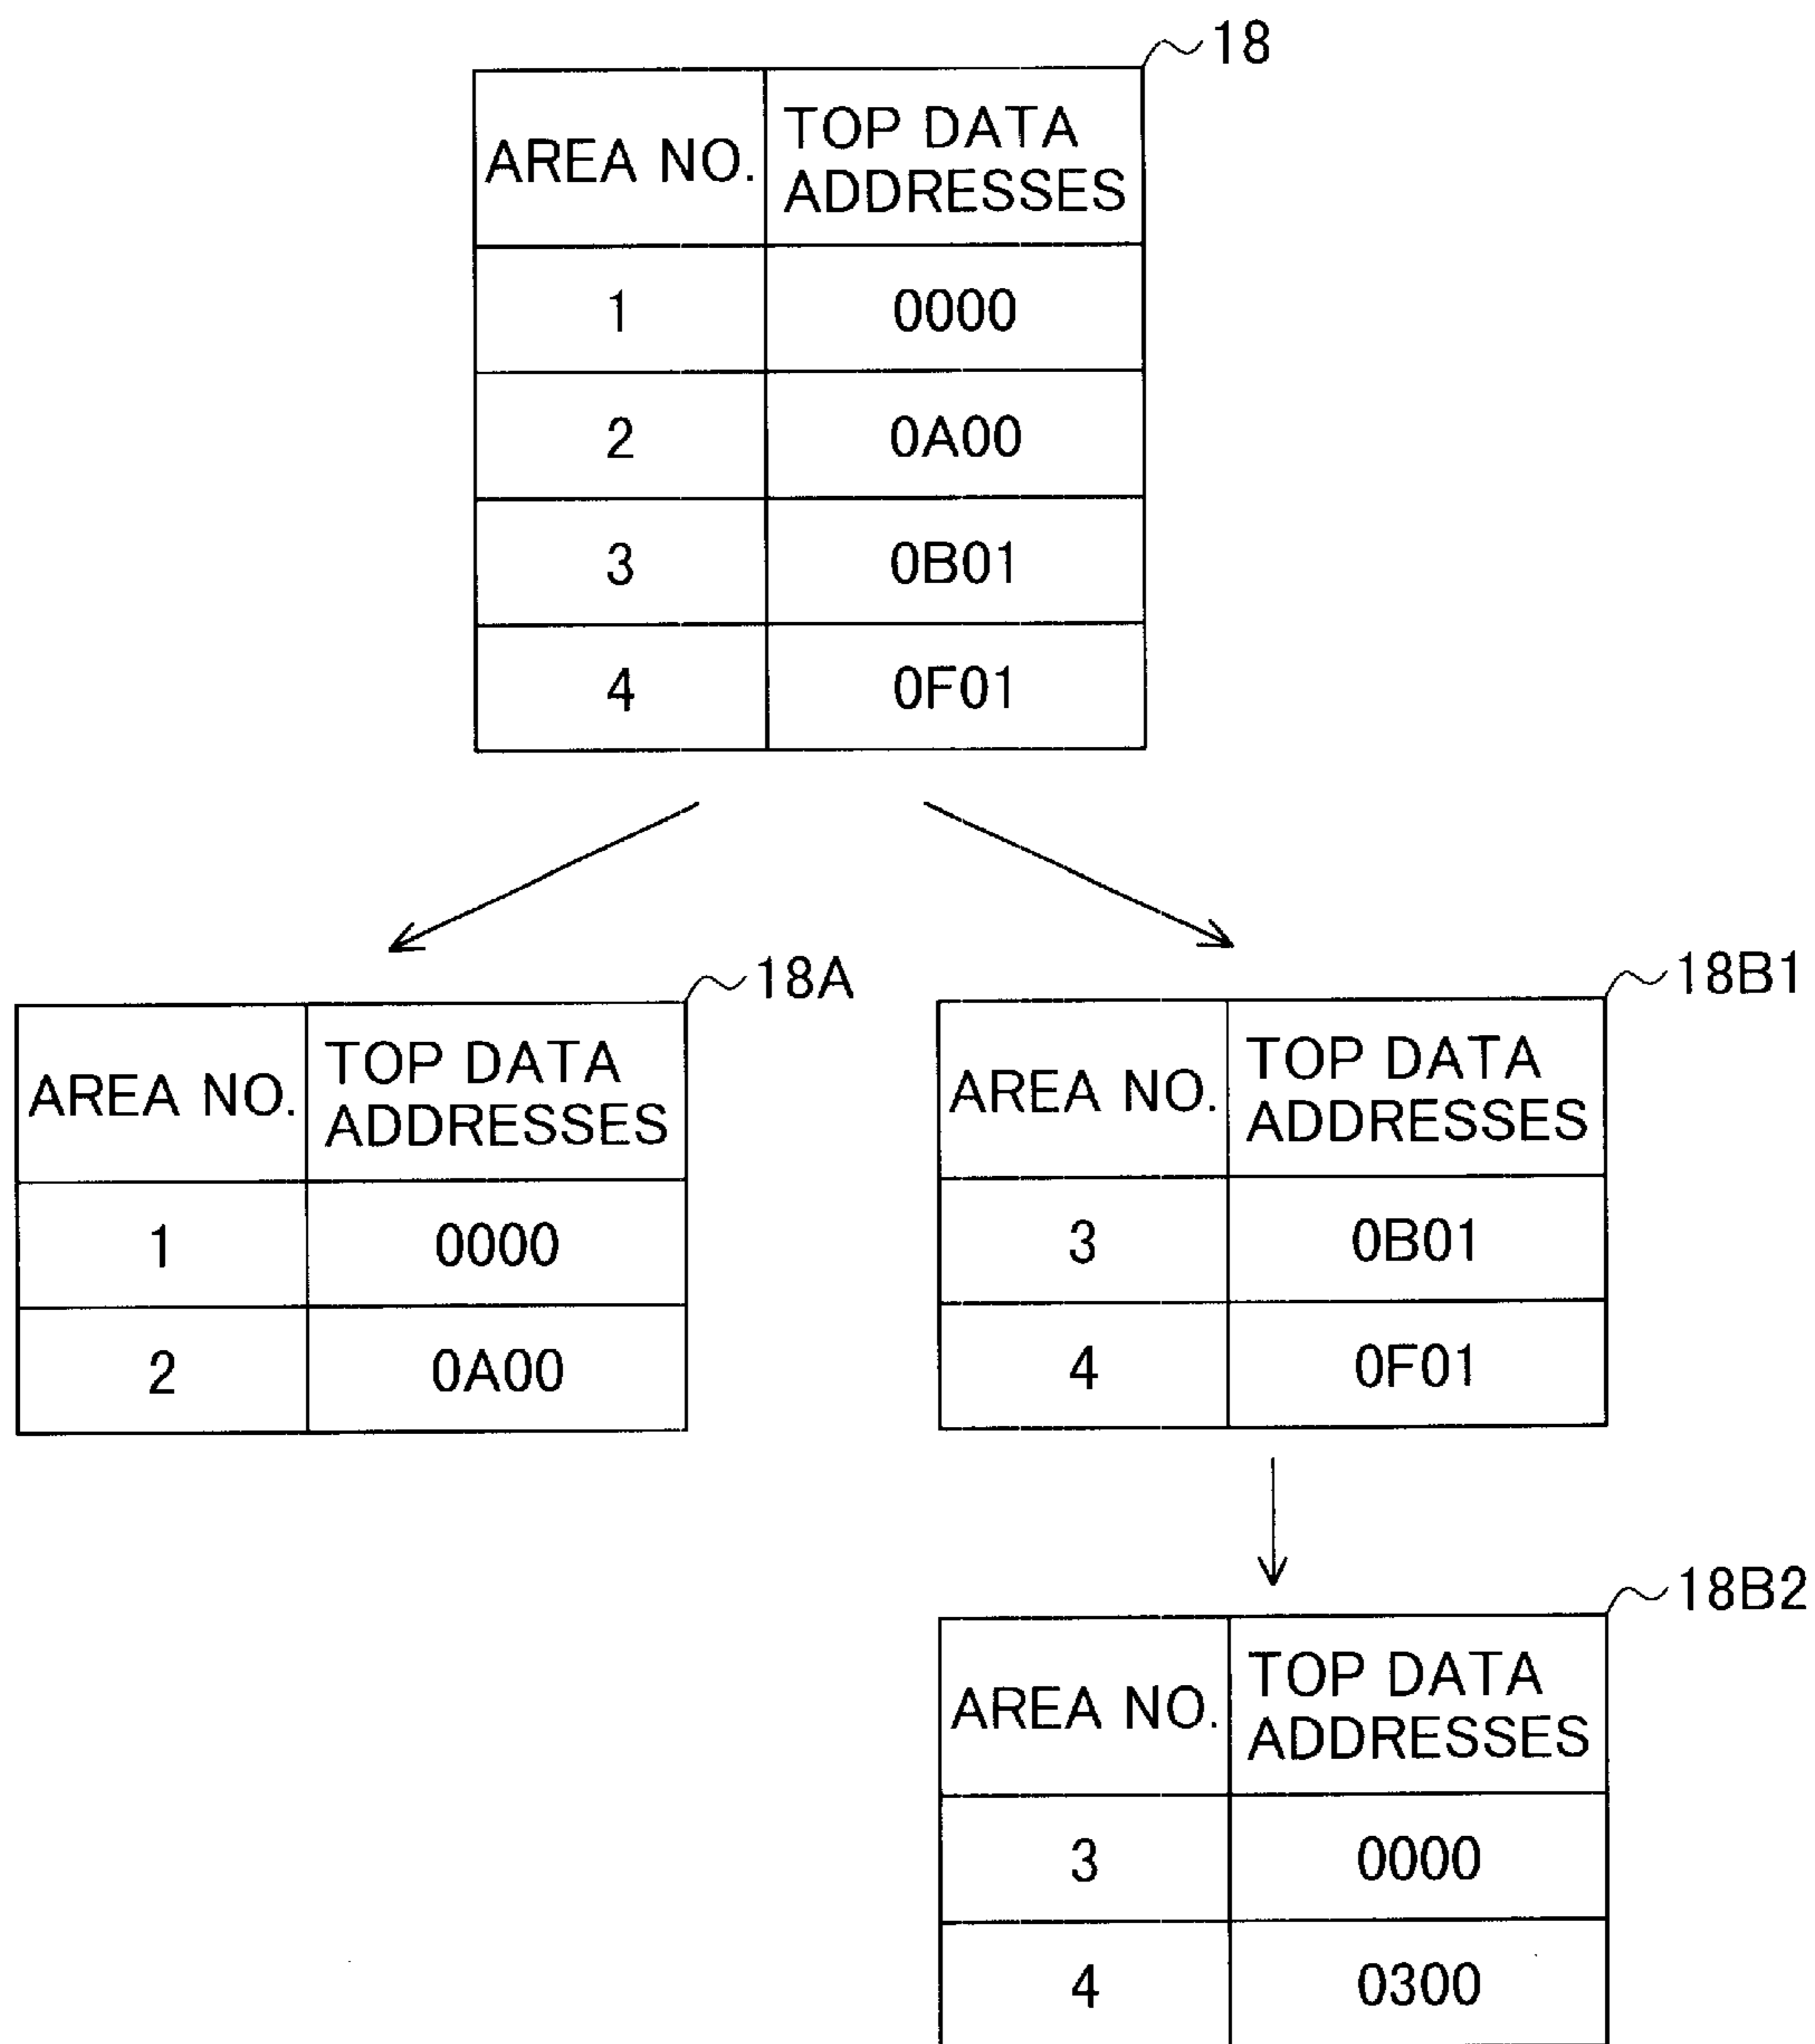 18
AREA NO. TOP DATA ADDRESSES
1 0000
2 0A00
3 0B01
4 0F01
18A
AREA NO. TOP DATA ADDRESSES
1 0000
2 0A00
18B1
AREA NO. TOP DATA ADDRESSES
3 0B01
4 0F01
18B2
AREA NO. TOP DATA ADDRESSES
3 0000
4 0300